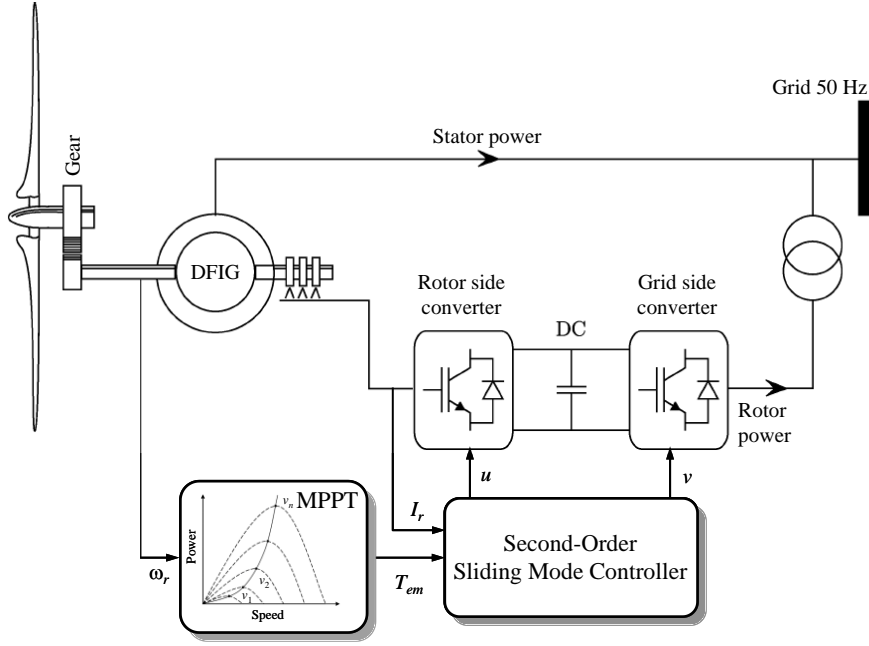 Grid 50 Hz
Stator power
Gear
DFIG
Rotor side
converter
DC
Grid side
converter
Rotor
power
u
v
I_r
ω_r
MPPT
v_n
v_2
v_1
Power
Speed
T_em
Second-Order
Sliding Mode Controller